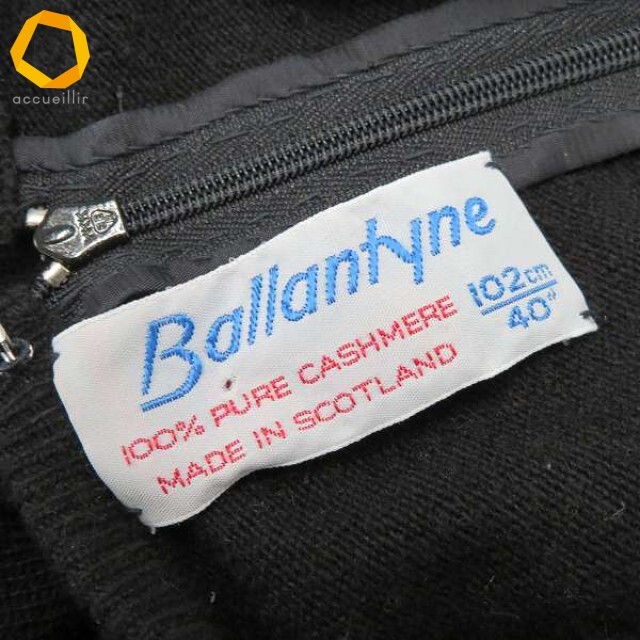 accueillir
Ballantyne
102cm
40"
100% PURE CASHMERE
MADE IN SCOTLAND